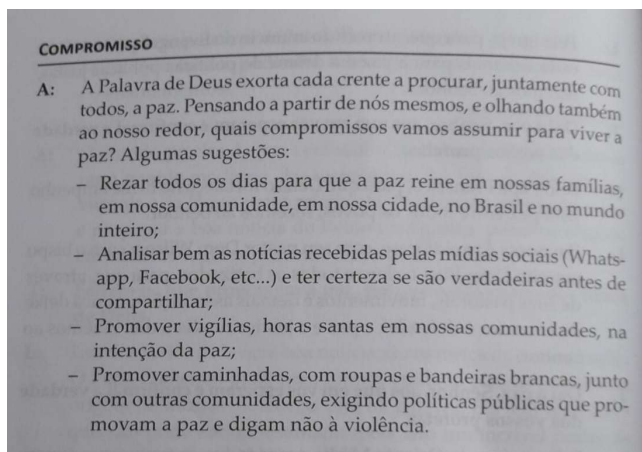 COMPROMISSO
A: A Palavra de Deus exorta cada crente a procurar, juntamente com
todos, a paz. Pensando a partir de nós mesmos, e olhando também
ao nosso redor, quais compromissos vamos assumir para viver a
paz? Algumas sugestões:
– Rezar todos os dias para que a paz reine em nossas famílias,
em nossa comunidade, em nossa cidade, no Brasil e no mundo
inteiro;
– Analisar bem as notícias recebidas pelas mídias sociais (Whats-
app, Facebook, etc...) e ter certeza se são verdadeiras antes de
compartilhar;
– Promover vigílias, horas santas em nossas comunidades, na
intenção da paz;
– Promover caminhadas, com roupas e bandeiras brancas, junto
com outras comunidades, exigindo políticas públicas que pro-
movam a paz e digam não à violência.